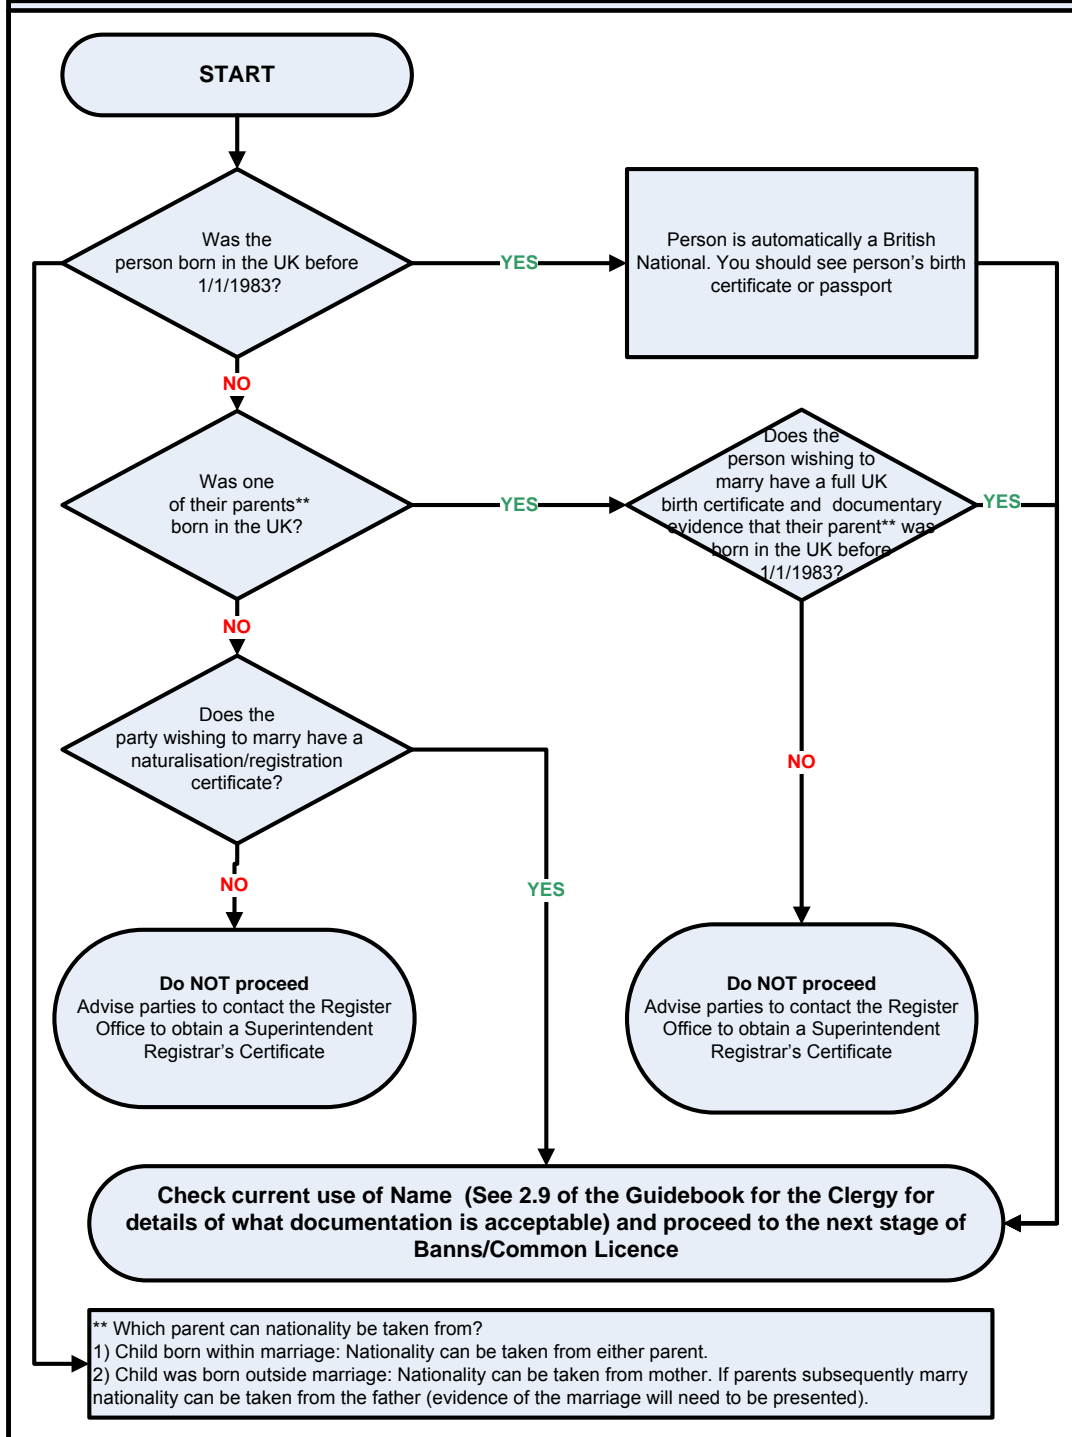 START
Was the
person born in the UK before
1/1/1983?
YES
Person is automatically a British
National. You should see person’s birth
certificate or passport
NO
Was one
of their parents**
born in the UK?
YES
Does the
person wishing to
marry have a full UK
birth certificate and  documentary
evidence that their parent** was
born in the UK before
1/1/1983?
YES
NO
Does the
party wishing to marry have a
naturalisation/registration
certificate?
NO
YES
NO
Do NOT proceed
Advise parties to contact the Register
Office to obtain a Superintendent
Registrar’s Certificate
Do NOT proceed
Advise parties to contact the Register
Office to obtain a Superintendent
Registrar’s Certificate
Check current use of Name  (See 2.9 of the Guidebook for the Clergy for
details of what documentation is acceptable) and proceed to the next stage of
Banns/Common Licence
** Which parent can nationality be taken from?
1) Child born within marriage: Nationality can be taken from either parent.
2) Child was born outside marriage: Nationality can be taken from mother. If parents subsequently marry
nationality can be taken from the father (evidence of the marriage will need to be presented).